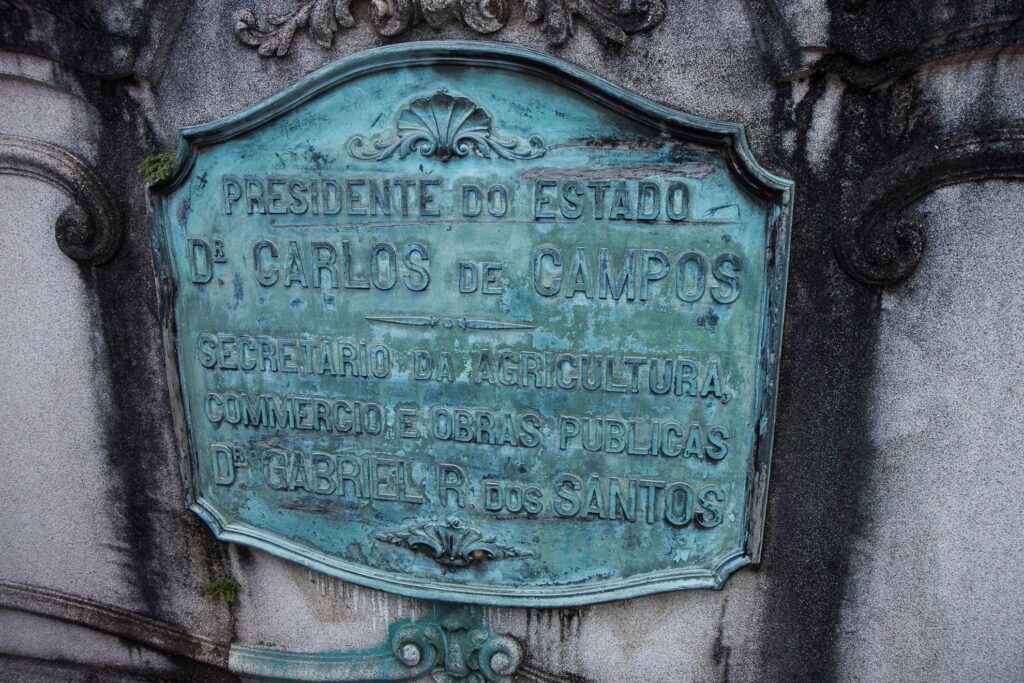 PRESIDENTE DO ESTADO
DR. CARLOS DE CAMPOS
SECRETARIO DA AGRICULTURA,
COMMERCIO E OBRAS PUBLICAS
DR. GABRIEL R. DOS SANTOS